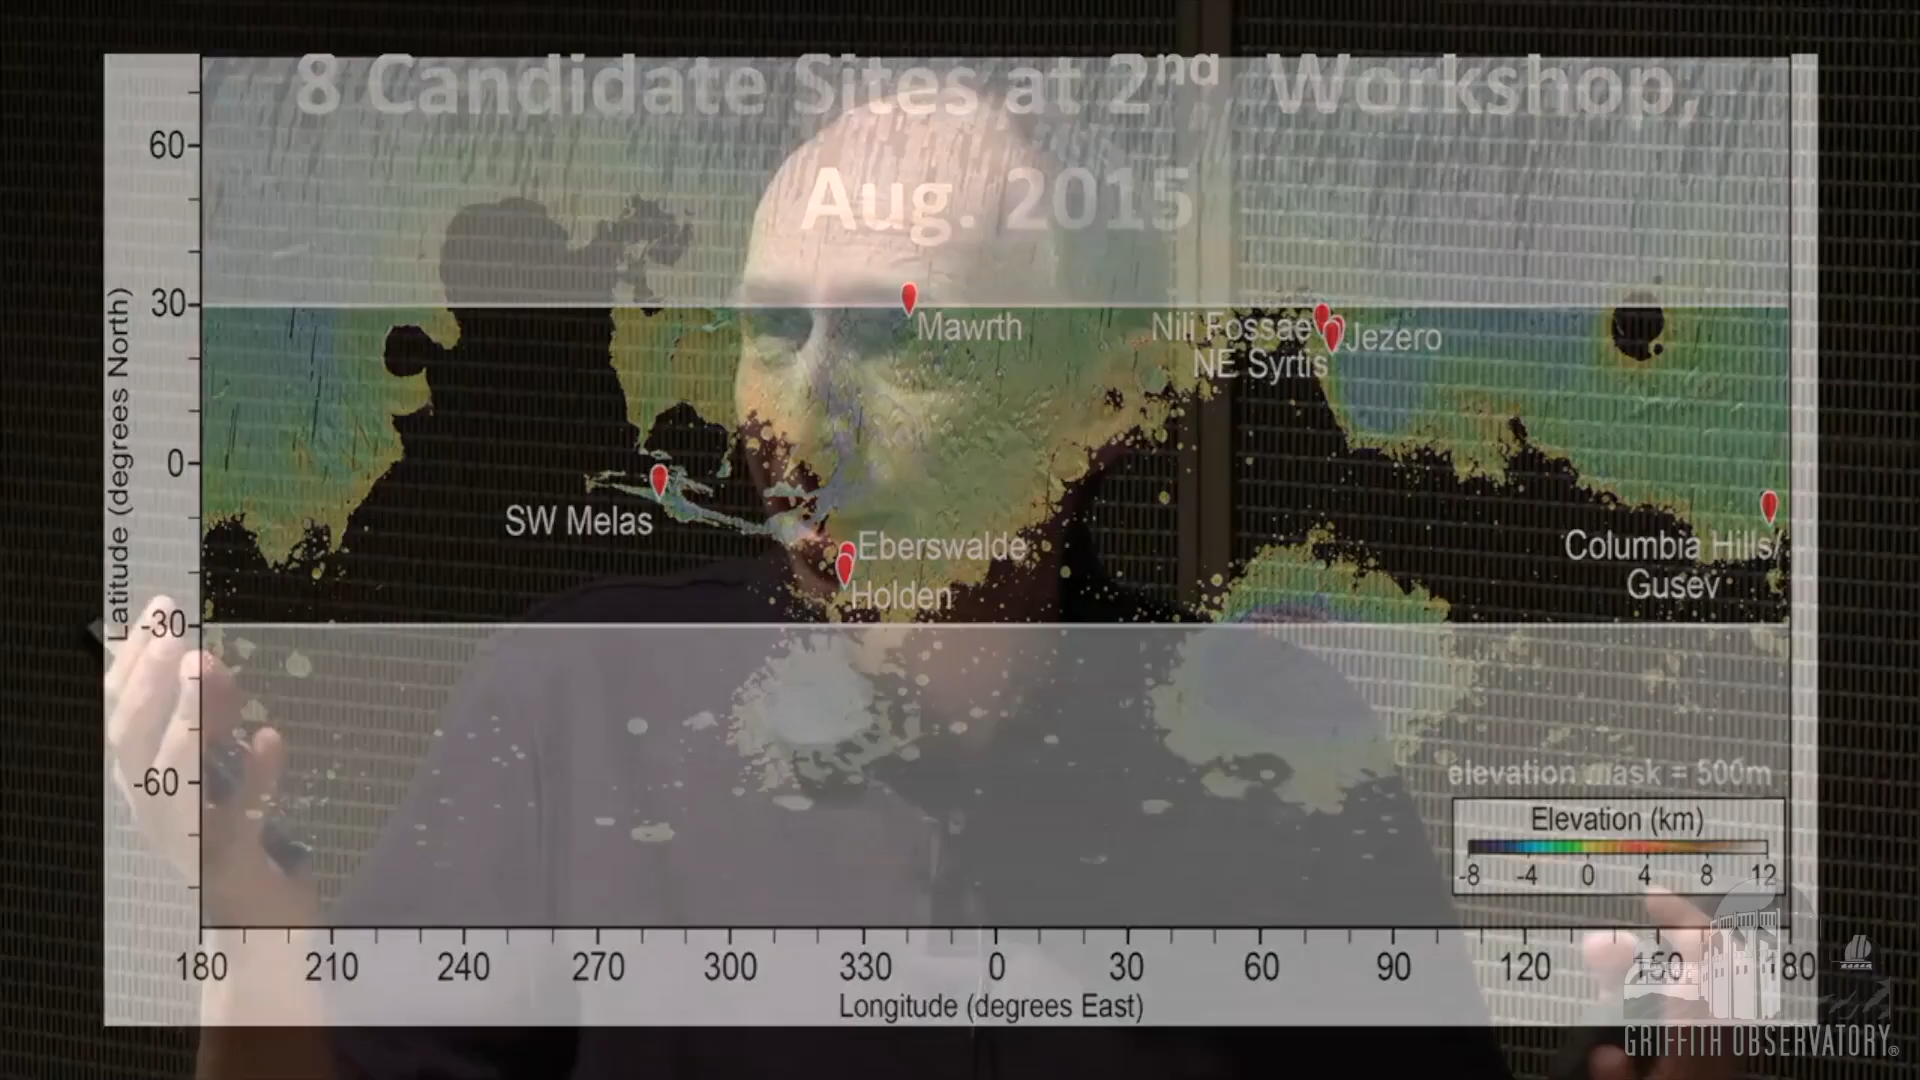 8 Candidate Sites at 2nd Workshop,
Aug. 2015
Latitude (degrees North)
60
30
0
-30
-60
Mawrth
Nili Fossae
Jezero
NE Syrtis
SW Melas
Eberswalde
Holden
Columbia Hills/
Gusev
elevation mask = 500m
Elevation (km)
-8 -4 0 4 8 12
180 210 240 270 300 330 0 30 60 90 120 150 180
Longitude (degrees East)
GRIFFITH OBSERVATORY®